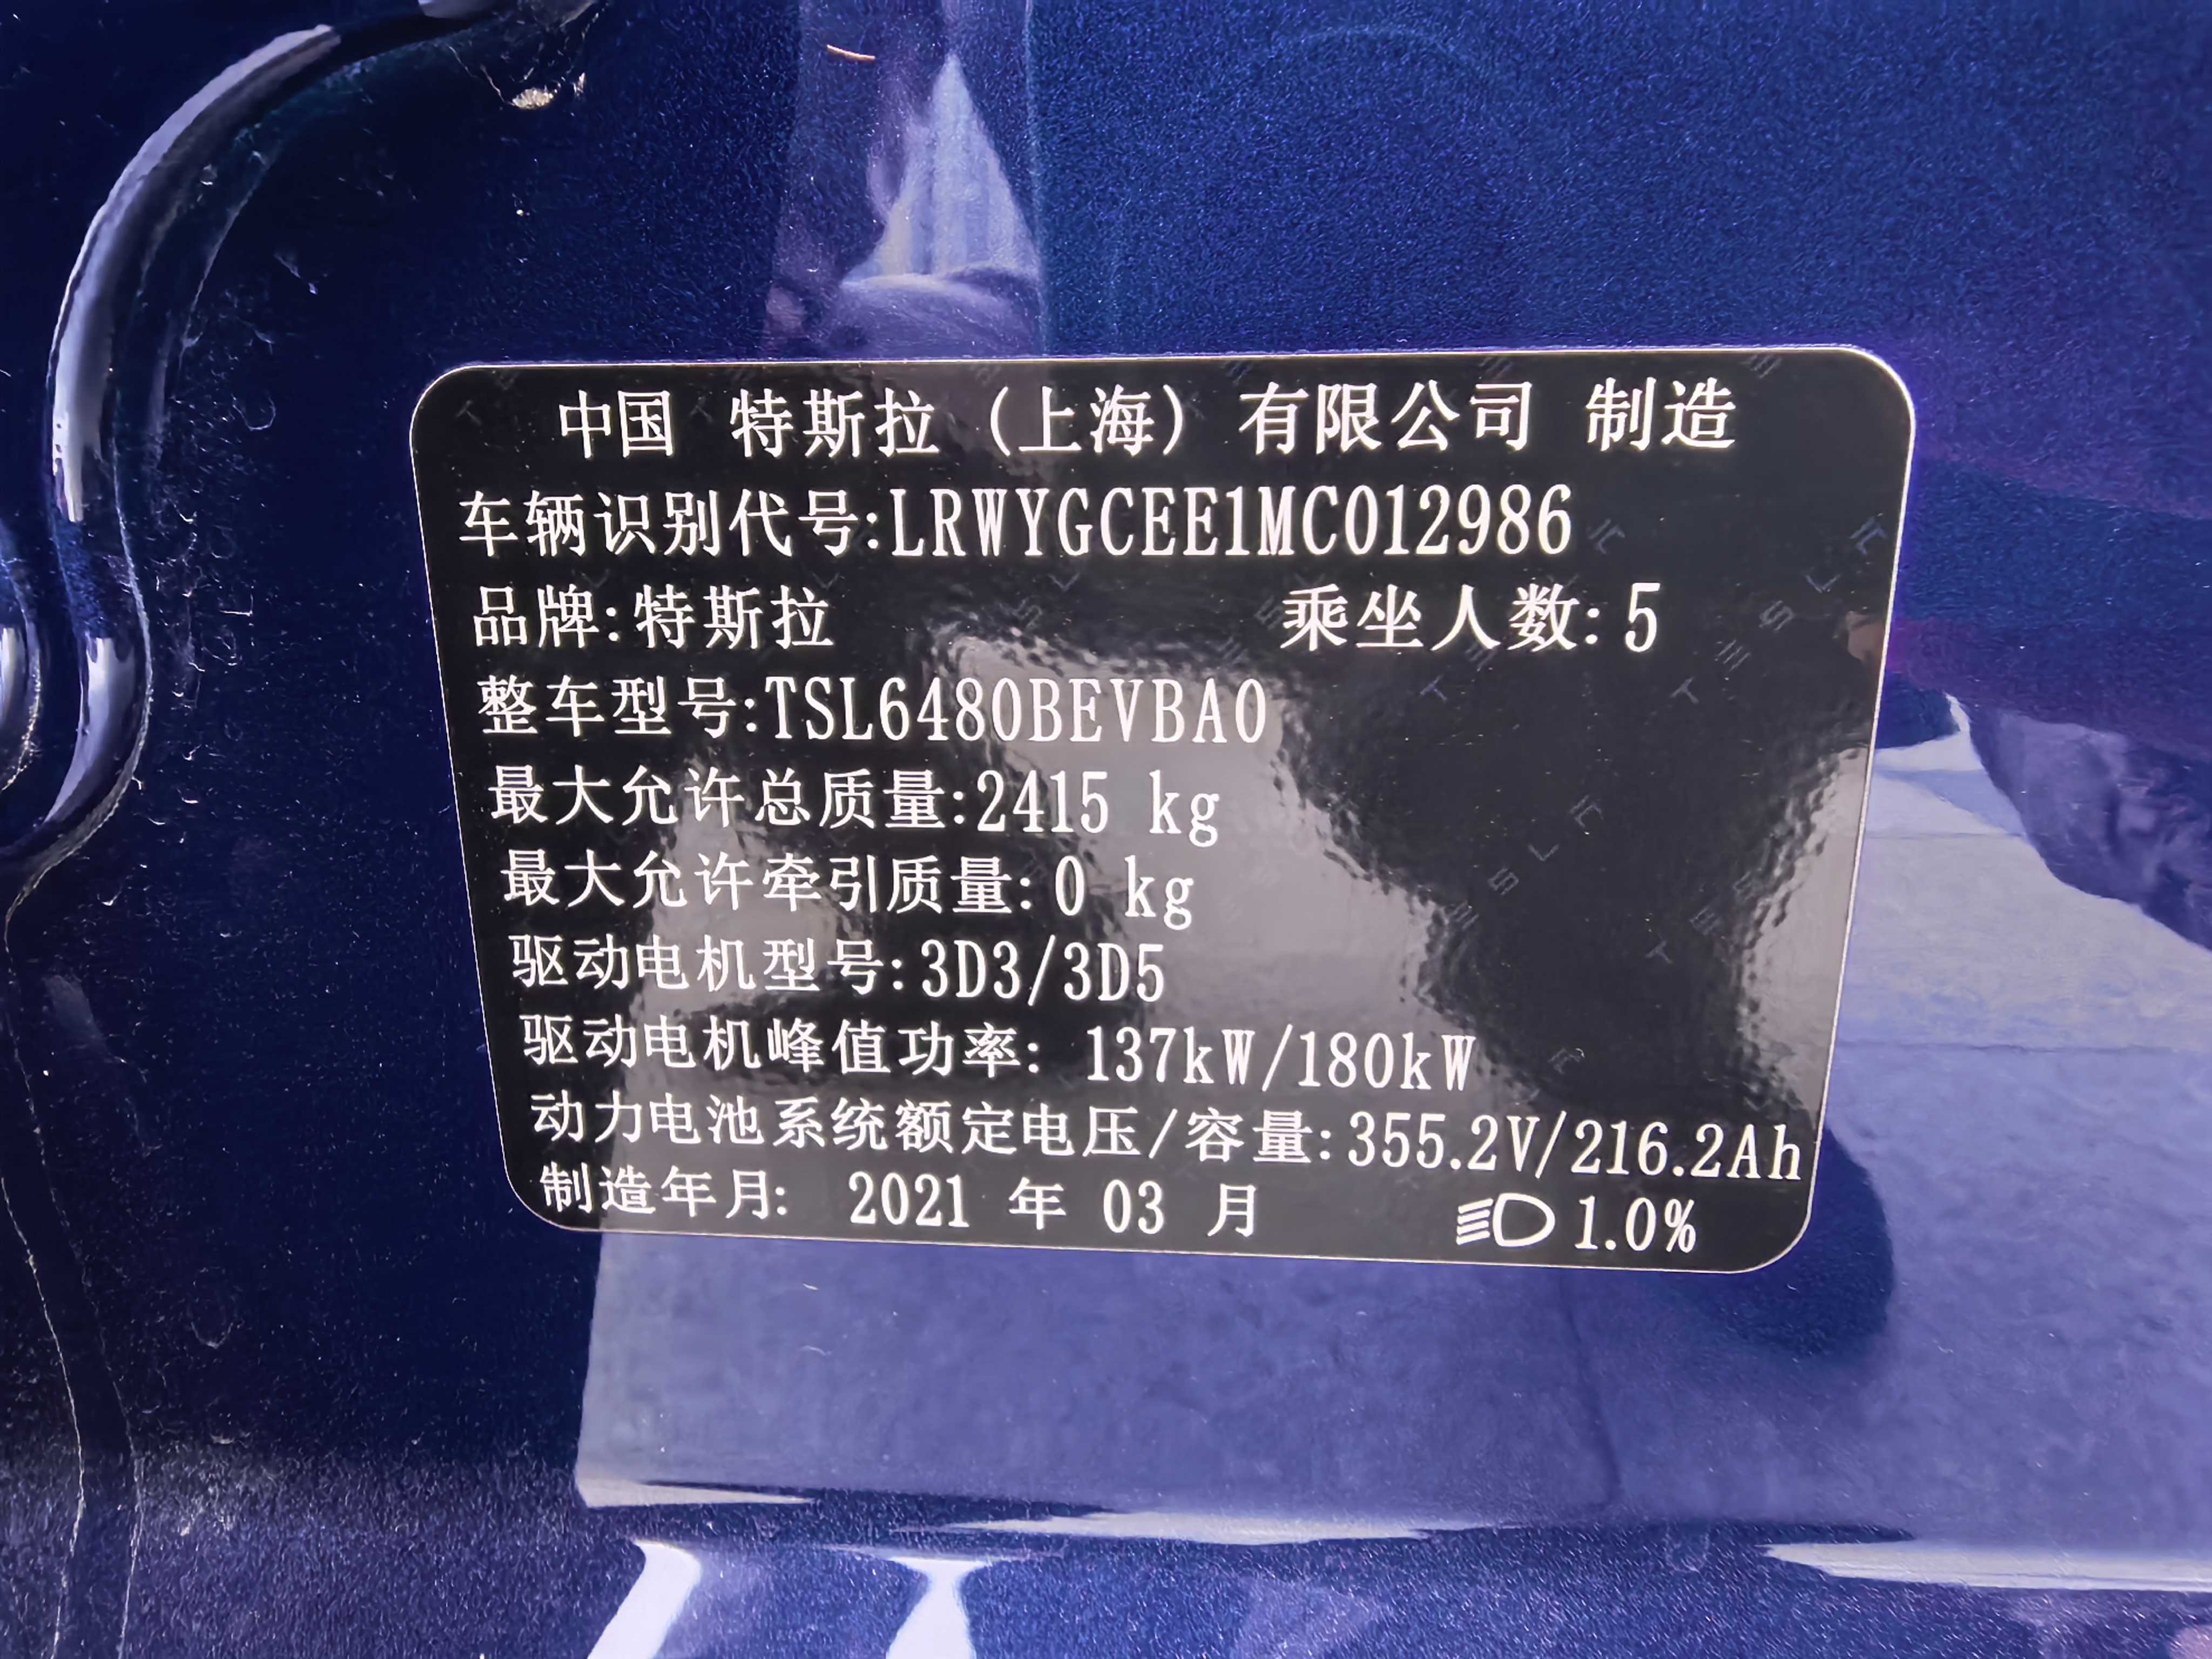 中国 特斯拉（上海）有限公司 制造
车辆识别代号:LRWYGCEE1MC012986
品牌:特斯拉 乘坐人数: 5
整车型号:TSL6480BEVBA0
最大允许总质量:2415 kg
最大允许牵引质量: 0 kg
驱动电机型号:3D3/3D5
驱动电机峰值功率: 137kW/180kW
动力电池系统额定电压/容量:355.2V/216.2Ah
制造年月: 2021 年 03 月 1.0%